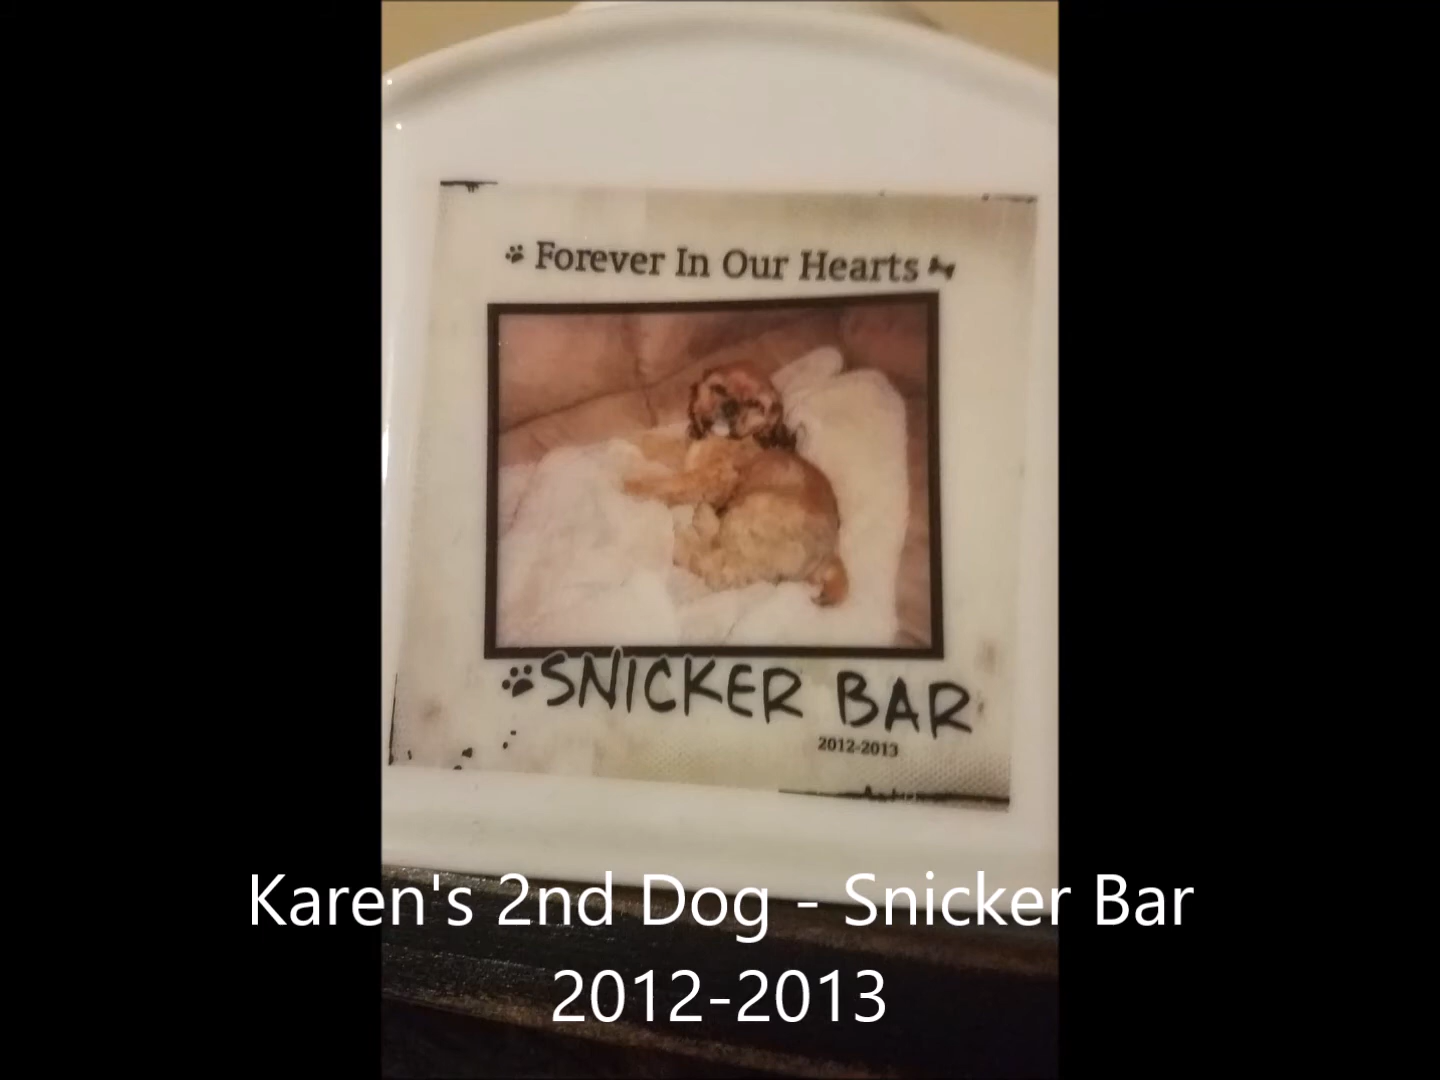 Forever In Our Hearts
SNICKER BAR
2012-2013
Karen's 2nd Dog - Snicker Bar
2012-2013